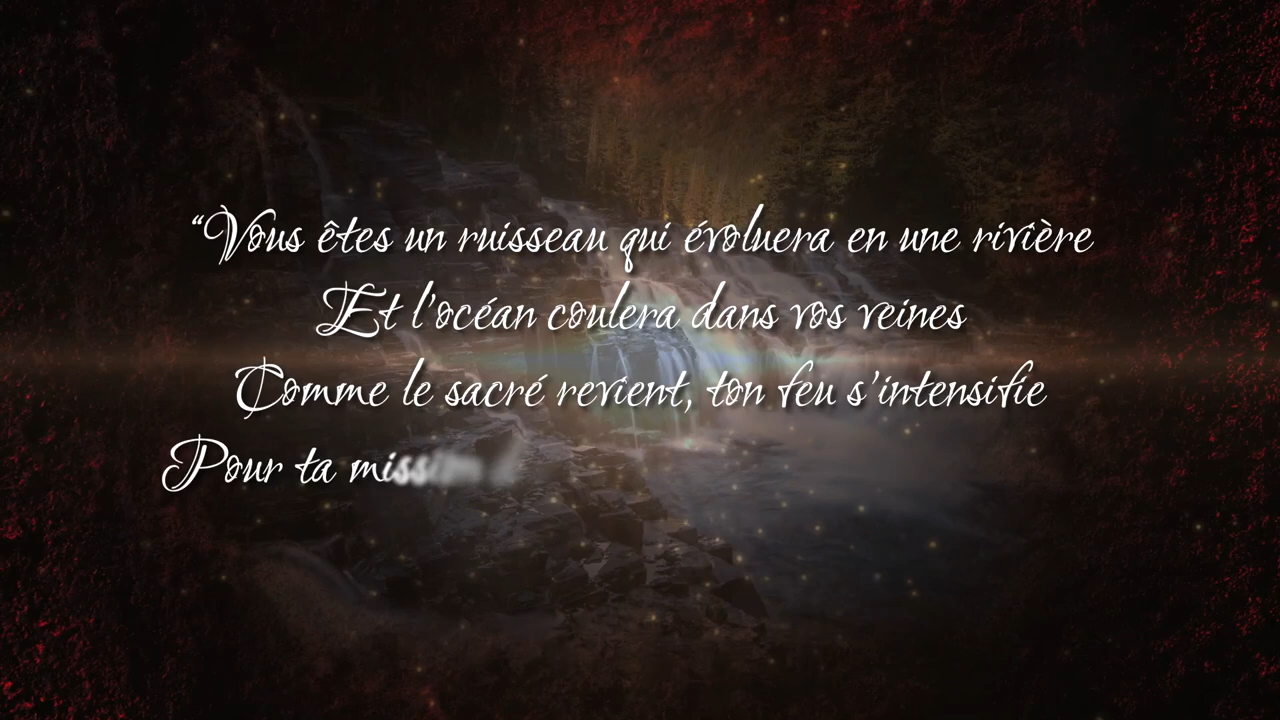 “Vous êtes un ruisseau qui évoluera en une rivière
Et l'océan coulera dans vos veines
Comme le sacré revient, ton feu s'intensifie
Pour ta